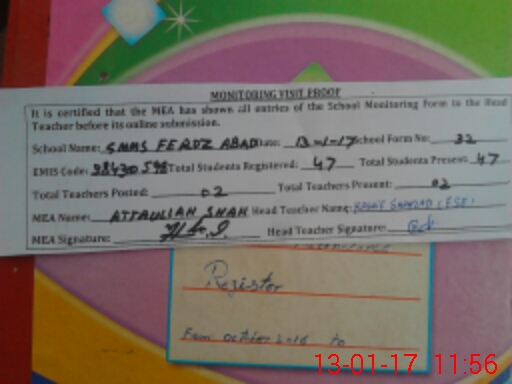 MONITORING VISIT PROOF
It is certified that the MEA has shown all entries of the School Monitoring Form to the Head
Teacher before its online submission.
School Name: GMMS FEROZ ABAD Date: 13-1-17 School Form No: 32
EMIS Code: Total Students Registered: 47 Total Students Present: 47
Total Teachers Posted: 02 Total Teachers Present: 02
MEA Name: ATTAULLAH SHAH Head Teacher Name: (ESE)
MEA Signature: Head Teacher Signature:
Register
From October 2016 to
13-01-17 11:56